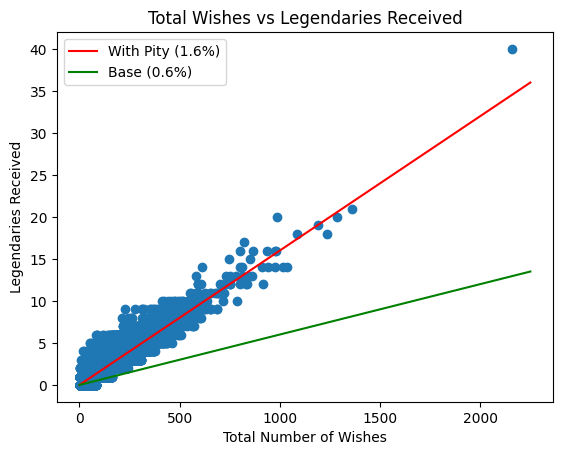 Total Wishes vs Legendaries Received
With Pity (1.6%)
Base (0.6%)
Legendaries Received
40
35
30
25
20
15
10
5
0
0
500
1000
1500
2000
Total Number of Wishes